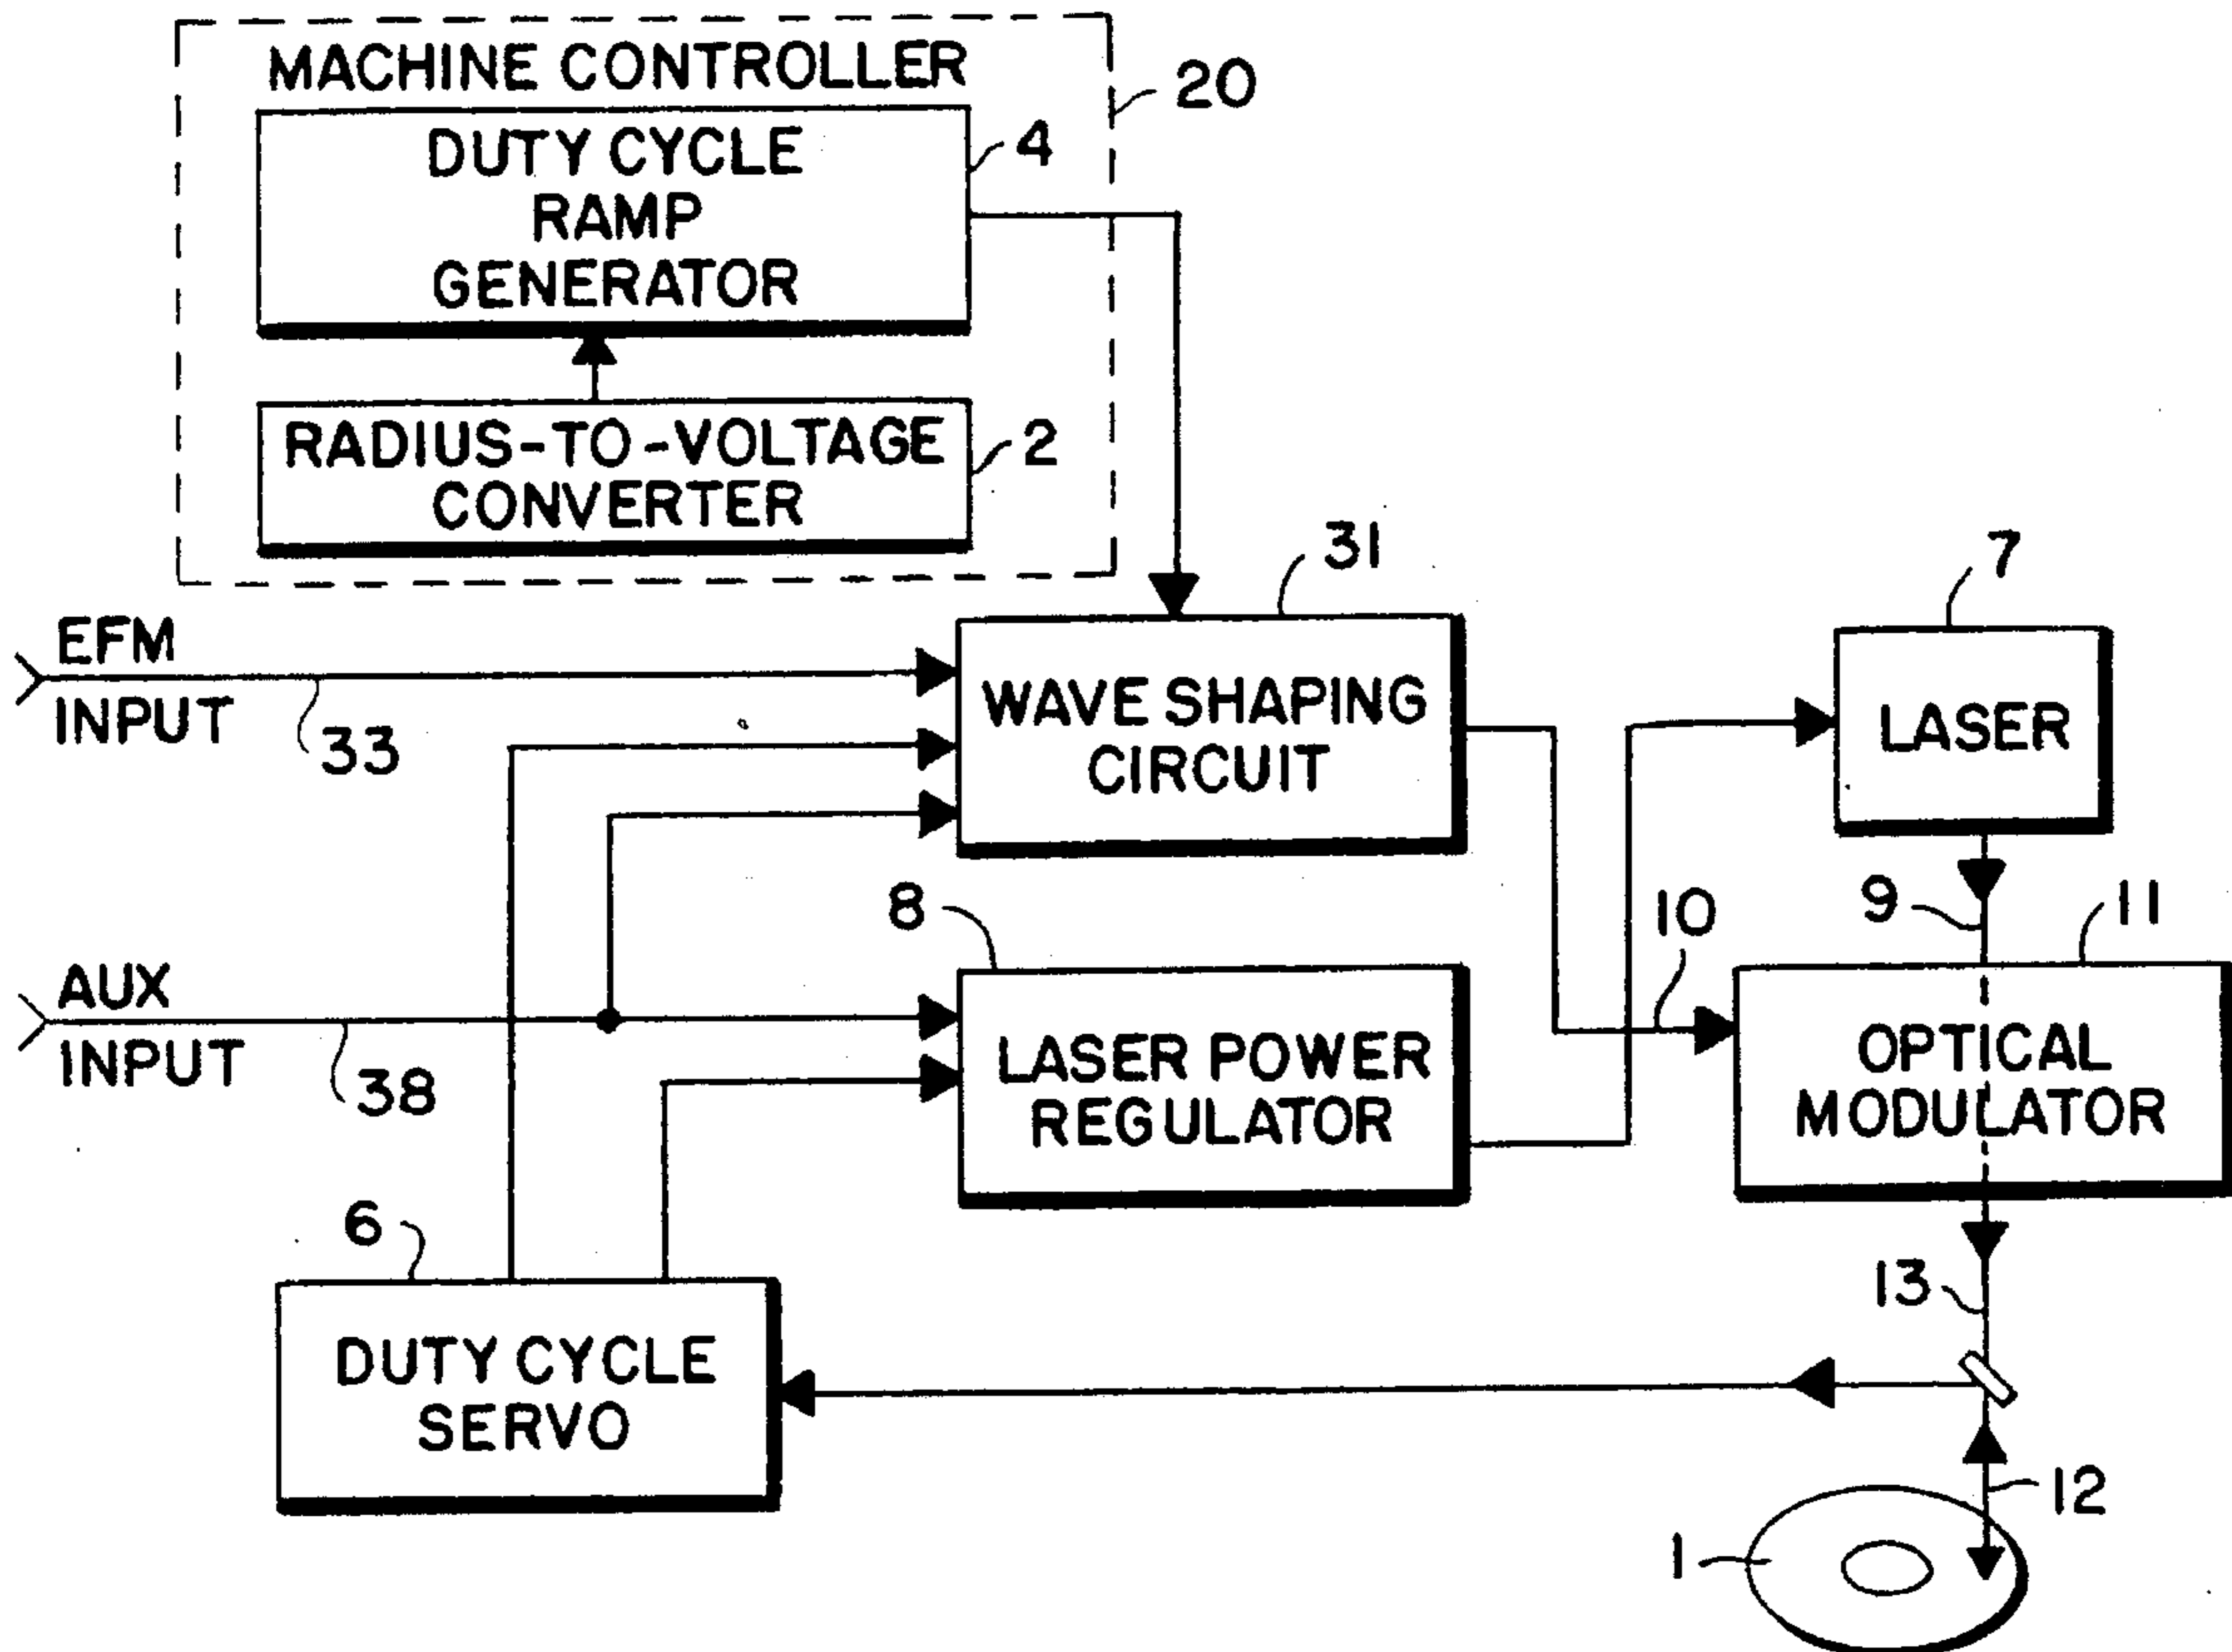 MACHINE CONTROLLER
20
DUTY CYCLE
RAMP
GENERATOR
4
RADIUS-TO-VOLTAGE
CONVERTER
2
31
7
EFM
INPUT
33
WAVE SHAPING
CIRCUIT
LASER
8
10
9
11
AUX
INPUT
38
LASER POWER
REGULATOR
OPTICAL
MODULATOR
6
13
DUTY CYCLE
SERVO
12
1